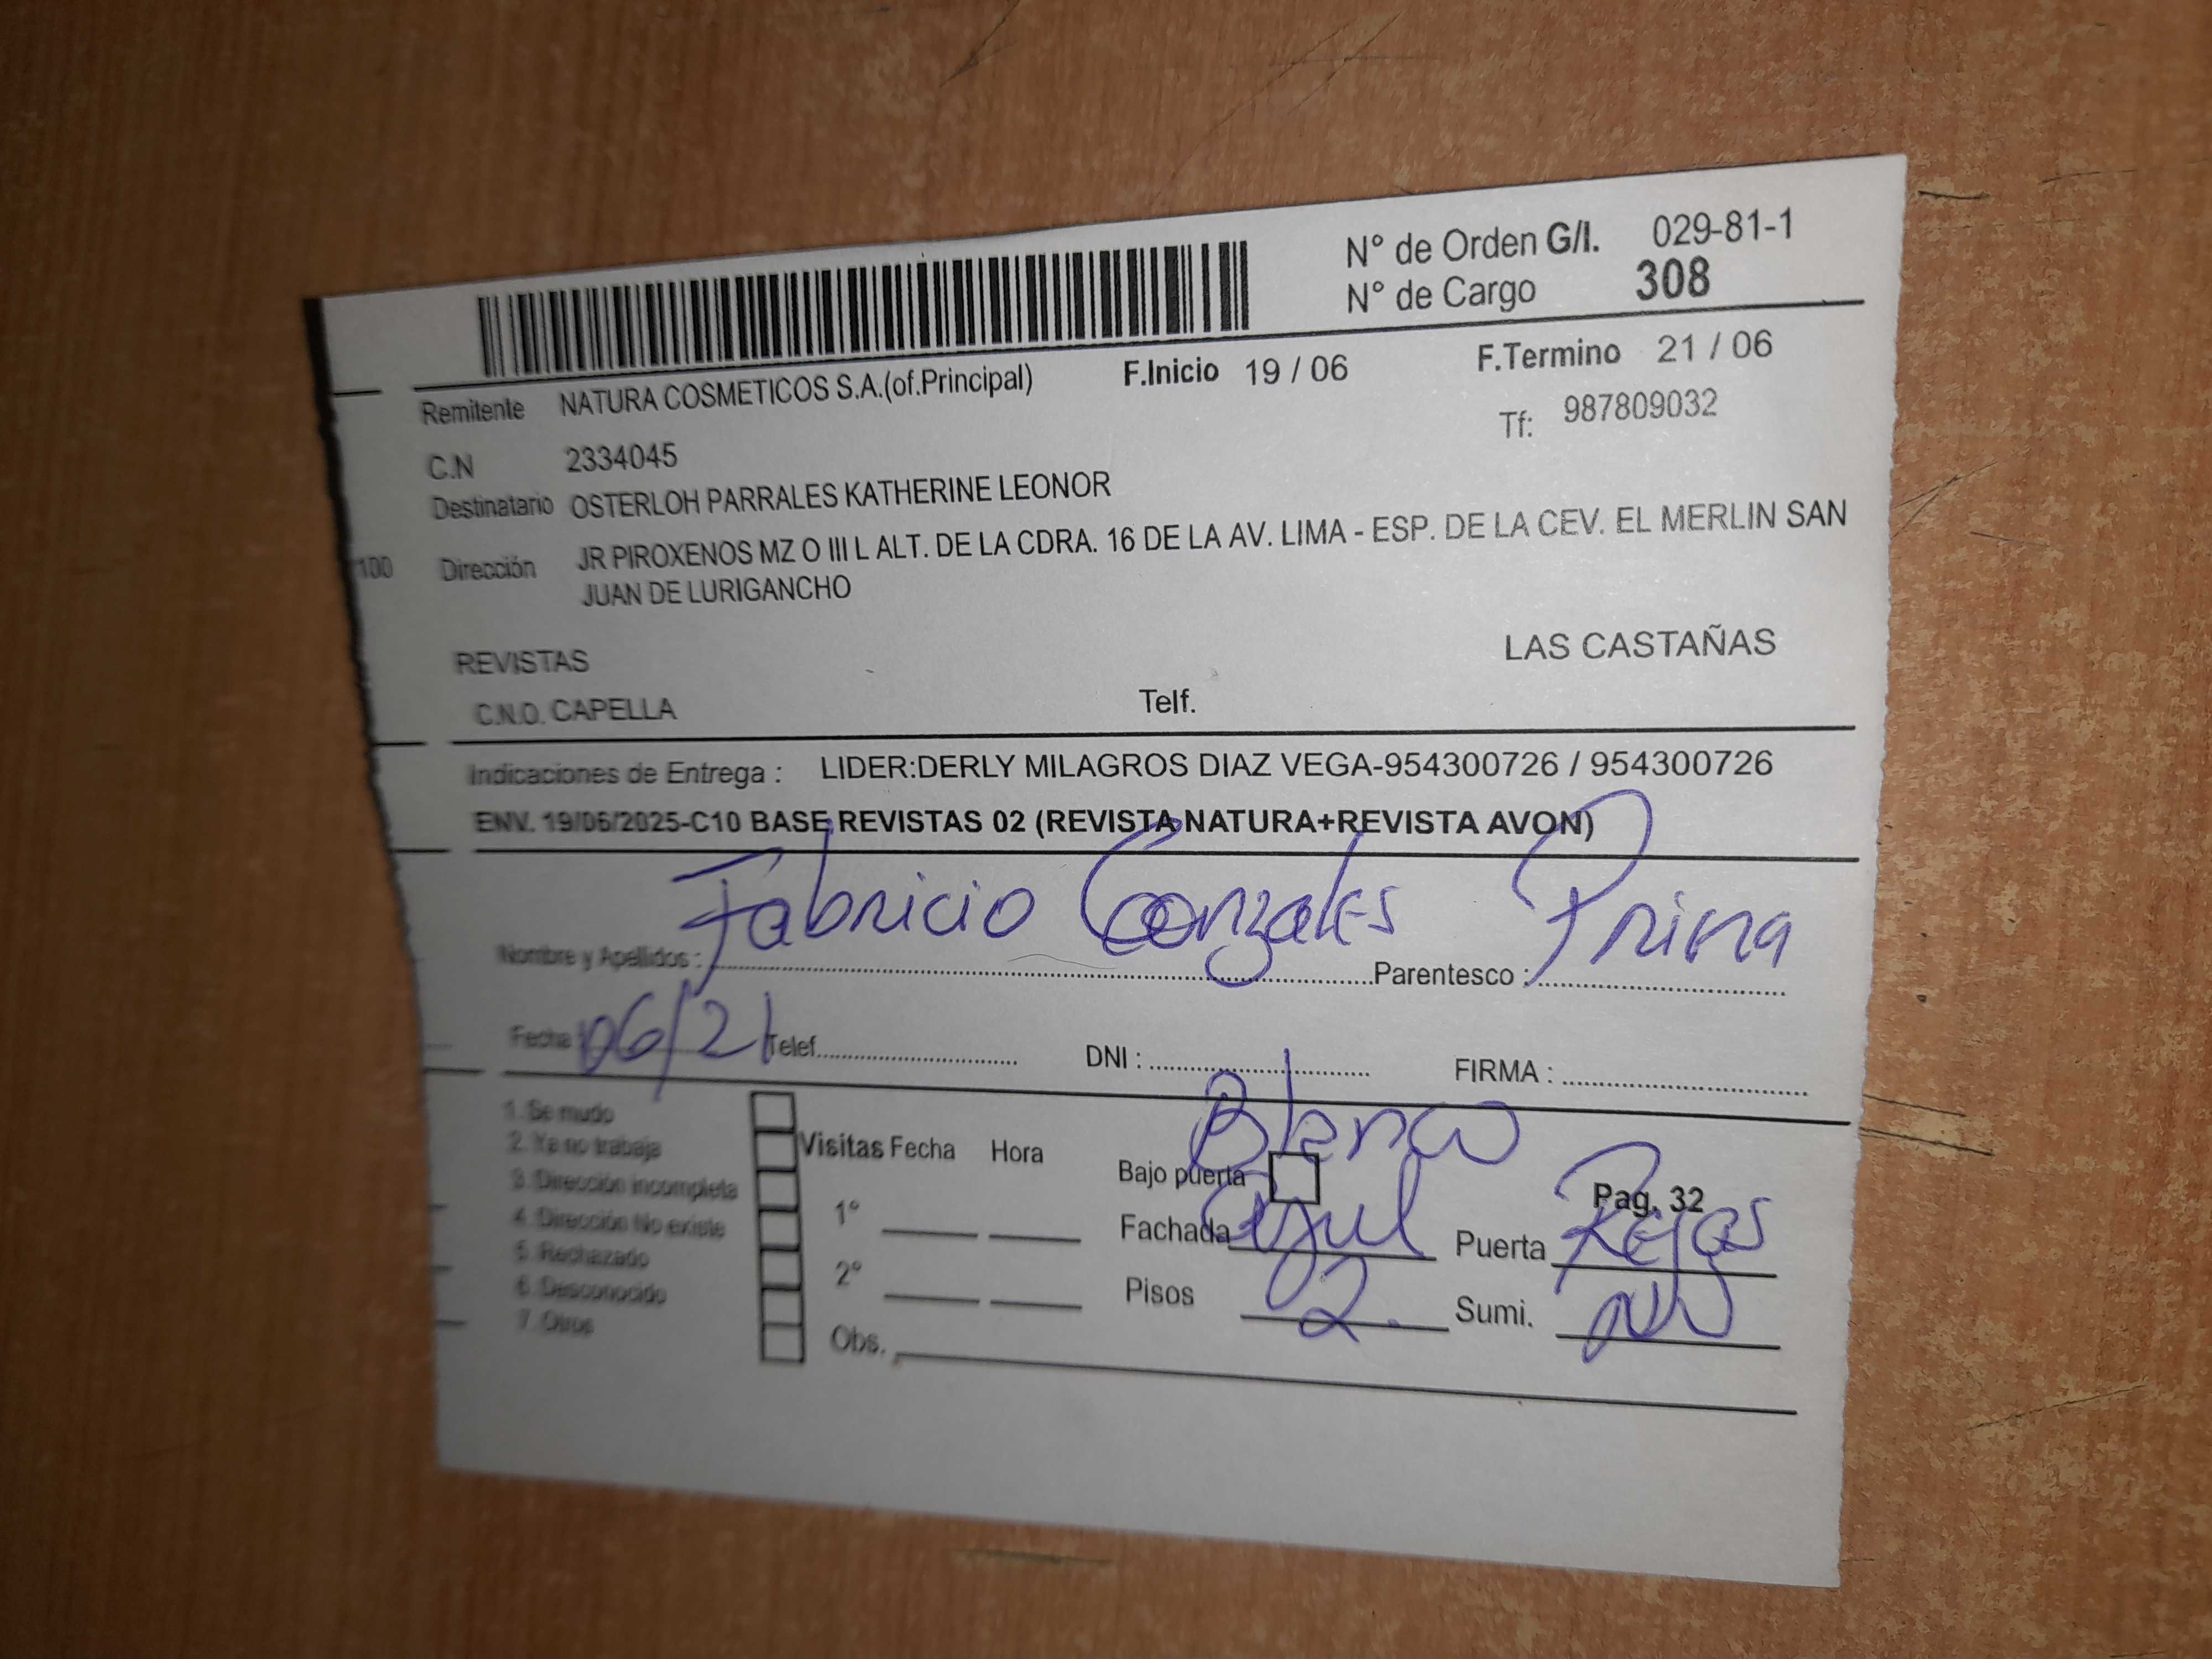 N° de Orden G/I. 029-81-1
N° de Cargo 308
Remitente NATURA COSMETICOS S.A.(of.Principal) F.Inicio 19 / 06 F.Termino 21 / 06
C.N 2334045 Tf: 987809032
Destinatario OSTERLOH PARRALES KATHERINE LEONOR
100 Dirección JR PIROXENOS MZ O III L ALT. DE LA CDRA. 16 DE LA AV. LIMA - ESP. DE LA CEV. EL MERLIN SAN
JUAN DE LURIGANCHO
REVISTAS LAS CASTAÑAS
C.N.O. CAPELLA Telf.
Indicaciones de Entrega : LIDER:DERLY MILAGROS DIAZ VEGA-954300726 / 954300726
ENV. 19/06/2025-C10 BASE REVISTAS 02 (REVISTA NATURA+REVISTA AVON)
Nombre y Apellidos : Fabricio Gonzales Parentesco : Prima
Fecha : 06/21 Telef. DNI : FIRMA :
1. Se mudo
2. Ya no trabaja
3. Dirección incompleta
4. Dirección No existe
5. Rechazado
6. Desconocido
7. Otros
Visitas Fecha Hora
1°
2°
Obs.
Blanco
Bajo puerta Pag. 32
Fachada azul Puerta Rejas
Pisos 2. Sumi.